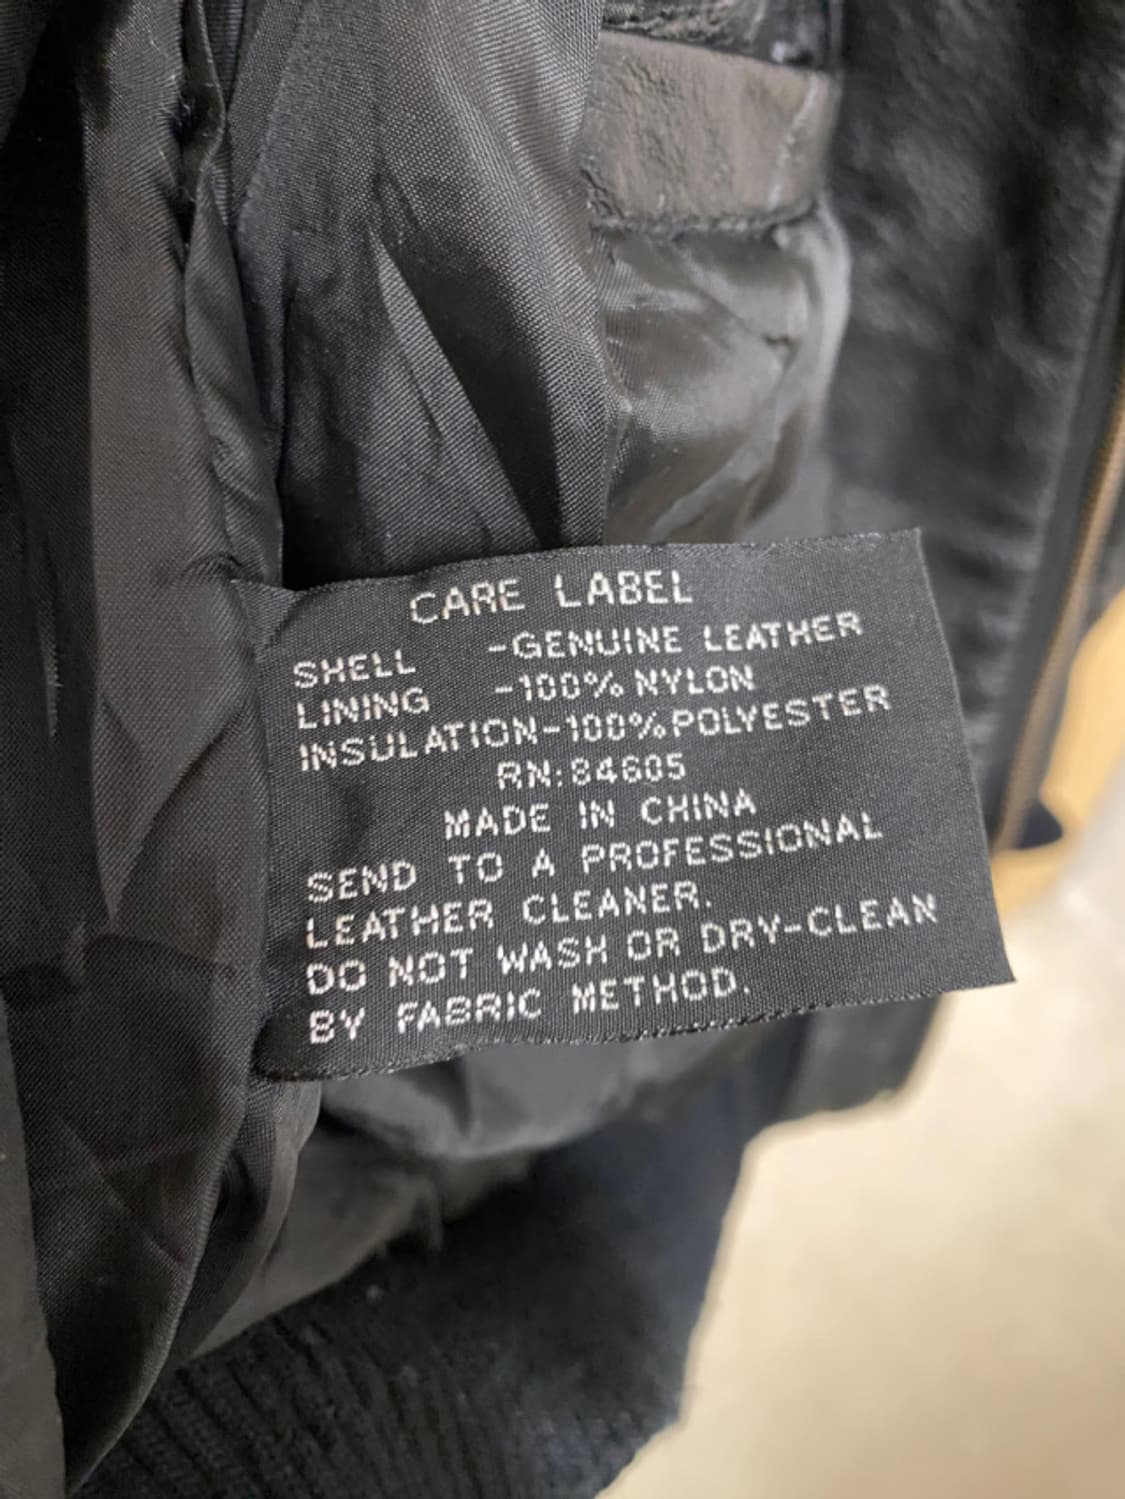 CARE LABEL
SHELL -GENUINE LEATHER
LINING -100% NYLON
INSULATION-100%POLYESTER
RN:84605
MADE IN CHINA
SEND TO A PROFESSIONAL
LEATHER CLEANER.
DO NOT WASH OR DRY-CLEAN
BY FABRIC METHOD.